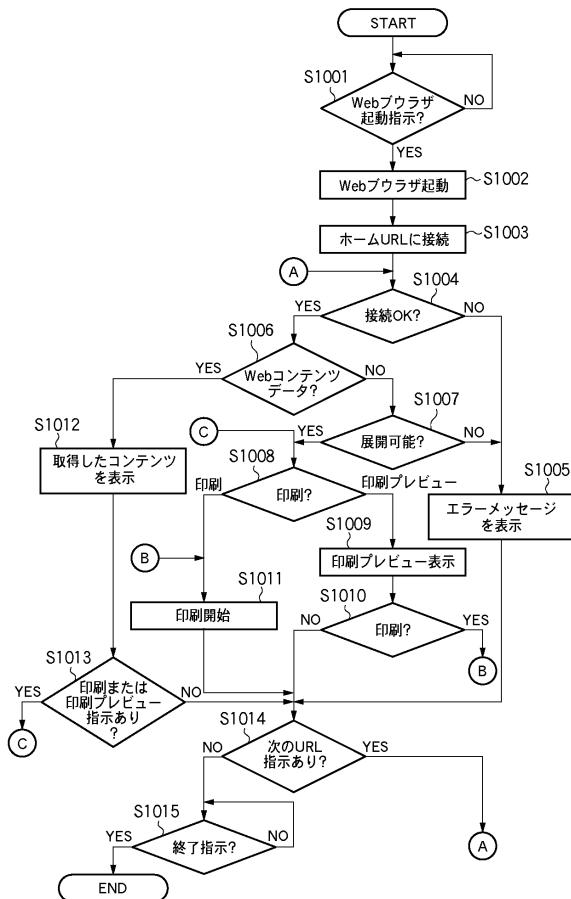 START
S1001
Webブウラザ
起動指示?
NO
YES
Webブウラザ起動
S1002
ホームURLに接続
S1003
A
S1004
接続OK?
YES
NO
S1006
Webコンテンツ
データ?
YES
NO
S1007
展開可能?
YES
NO
S1012
取得したコンテンツ
を表示
C
S1008
印刷?
印刷
印刷プレビュー
S1005
エラーメッセージ
を表示
S1009
印刷プレビュー表示
B
S1011
印刷開始
S1010
印刷?
NO
YES
B
S1013
印刷または
印刷プレビュー
指示あり
?
YES
NO
C
S1014
次のURL
指示あり?
NO
YES
A
S1015
終了指示?
YES
NO
END